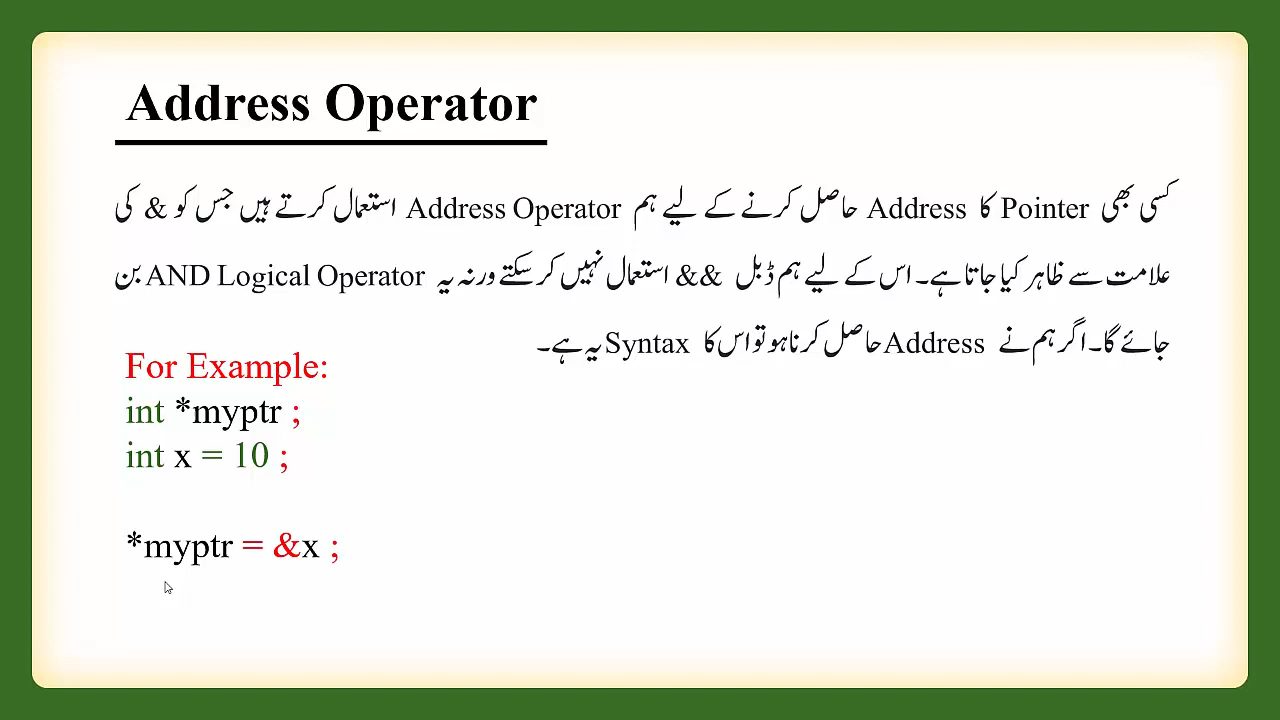 Address Operator
کسی بھی Pointer کا Address حاصل کرنے کے لیے ہم Address Operator استعمال کرتے ہیں جس کو & کی
علامت سے ظاہر کیا جاتا ہے۔ اس کے لیے ہم ڈبل && استعمال نہیں کر سکتے ورنہ یہ AND Logical Operator بن
جائے گا۔ اگر ہم نے Address حاصل کرنا ہو تو اس کا Syntax یہ ہے۔
For Example:
int *myptr ;
int x = 10 ;
*myptr = &x ;